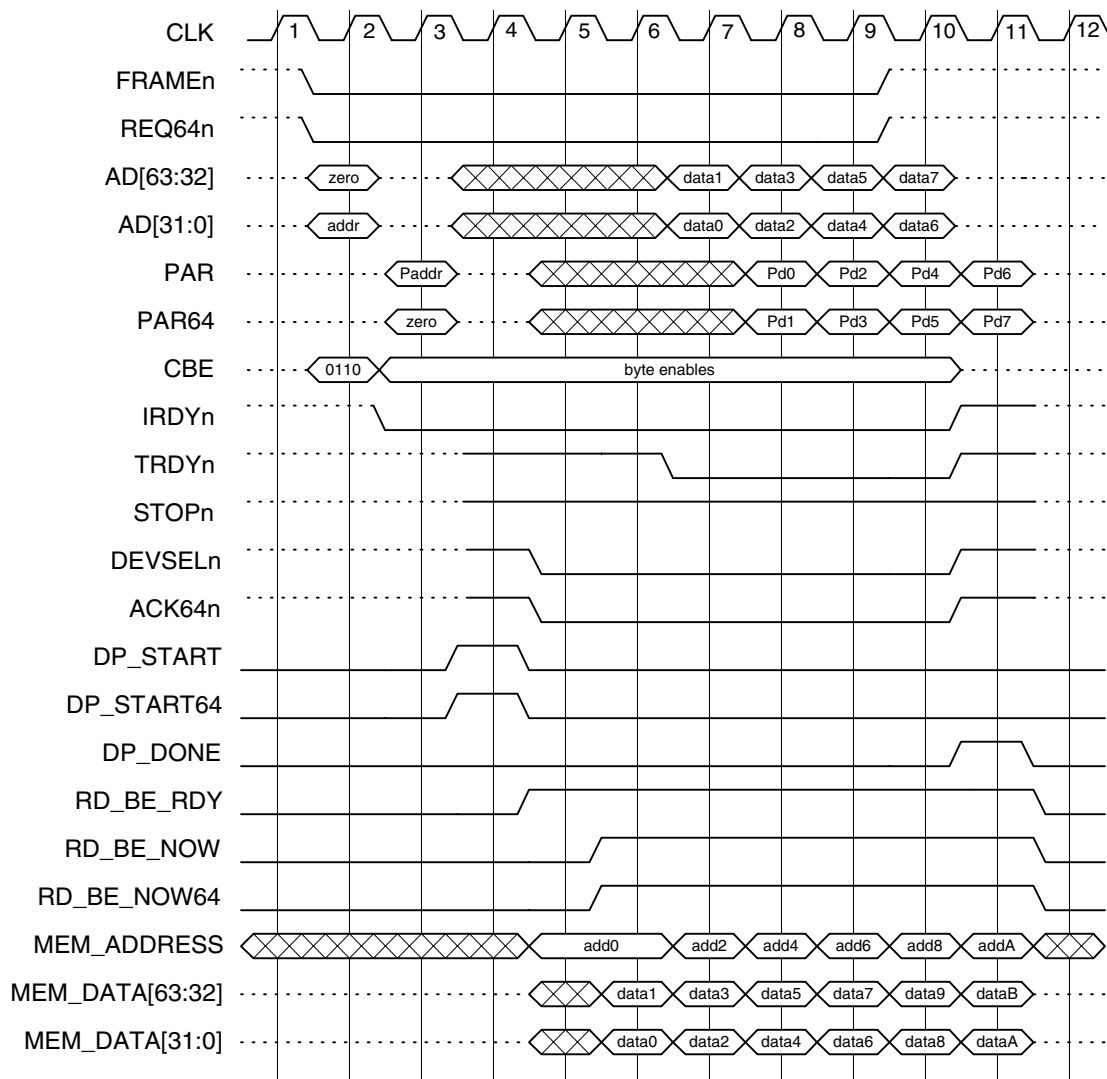 CLK 1 2 3 4 5 6 7 8 9 10 11 12
FRAMEn
REQ64n
AD[63:32] zero data1 data3 data5 data7
AD[31:0] addr data0 data2 data4 data6
PAR Paddr Pd0 Pd2 Pd4 Pd6
PAR64 zero Pd1 Pd3 Pd5 Pd7
CBE 0110 byte enables
IRDYn
TRDYn
STOPn
DEVSELn
ACK64n
DP_START
DP_START64
DP_DONE
RD_BE_RDY
RD_BE_NOW
RD_BE_NOW64
MEM_ADDRESS add0 add2 add4 add6 add8 addA
MEM_DATA[63:32] data1 data3 data5 data7 data9 dataB
MEM_DATA[31:0] data0 data2 data4 data6 data8 dataA